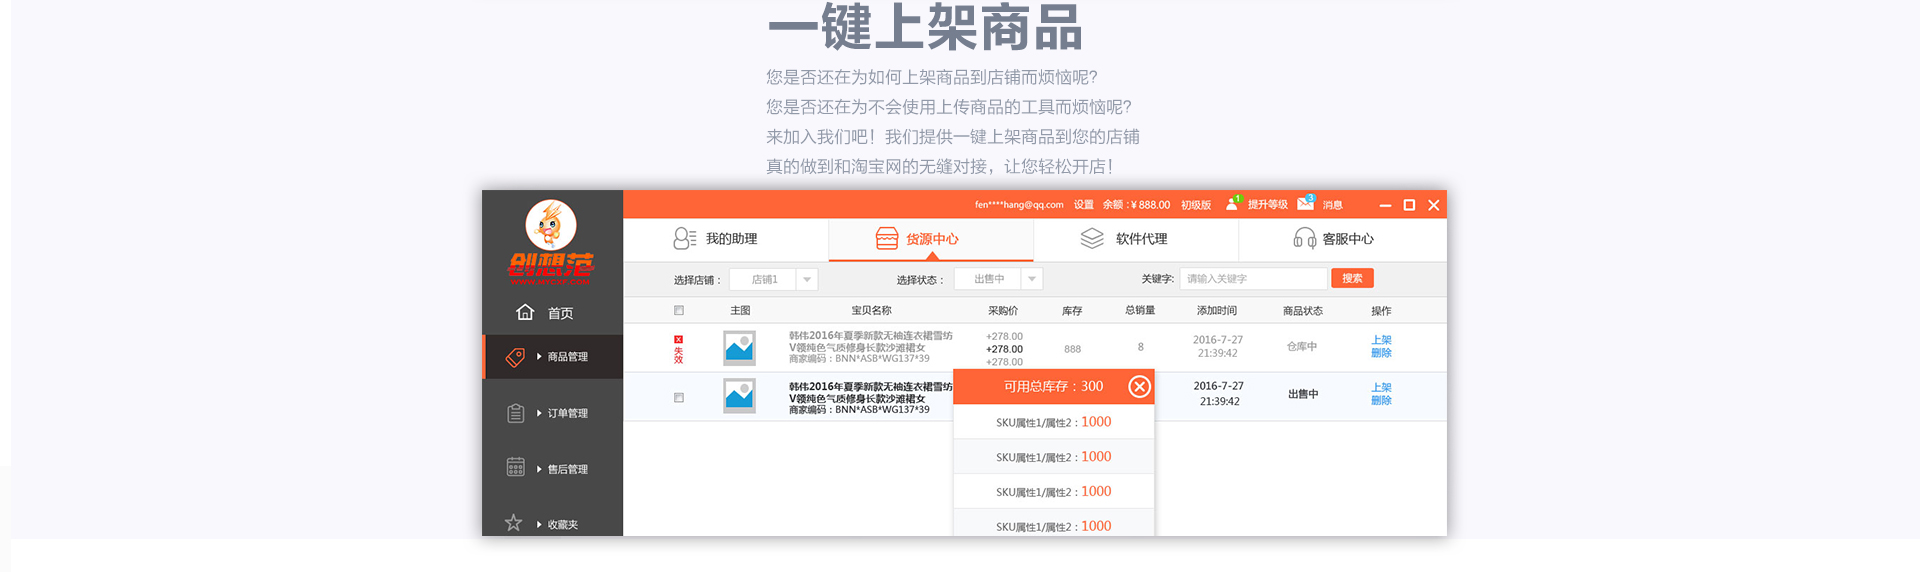 一键上架商品
您是否还在为如何上架商品到店铺而烦恼呢?
您是否还在为不会使用上传商品的工具而烦恼呢?
来加入我们吧！我们提供一键上架商品到您的店铺
真的做到和淘宝网的无缝对接，让您轻松开店！
fen****hang@qq.com 设置 余额：¥888.00 初级版 1 提升等级 3 消息
创想范
我的助理 货源中心 软件代理 客服中心
选择店铺： 店铺1 选择状态： 出售中 关键字: 请输入关键字 搜索
主图 宝贝名称 采购价 库存 总销量 添加时间 商品状态 操作
首页
商品管理
订单管理
售后管理
收藏夹
失效
韩伟2016年夏季新款无袖连衣裙雪纺
V领纯色气质修身长款沙滩裙女
商家编码：BNN*ASB*WG137*39
+278.00
+278.00
+278.00
888
8
2016-7-27
21:39:42
仓库中
上架
删除
韩伟2016年夏季新款无袖连衣裙雪纺
V领纯色气质修身长款沙滩裙女
商家编码：BNN*ASB*WG137*39
2016-7-27
21:39:42
出售中
上架
删除
可用总库存：300
SKU属性1/属性2：1000
SKU属性1/属性2：1000
SKU属性1/属性2：1000
SKU属性1/属性2：1000